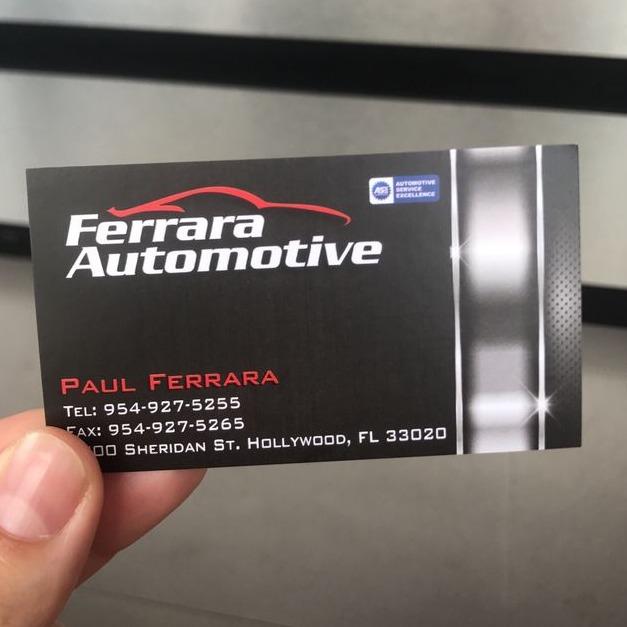 Ferrara
Automotive
ASE
AUTOMOTIVE
SERVICE
EXCELLENCE
PAUL FERRARA
TEL: 954-927-5255
FAX: 954-927-5265
SHERIDAN ST. HOLLYWOOD, FL 33020